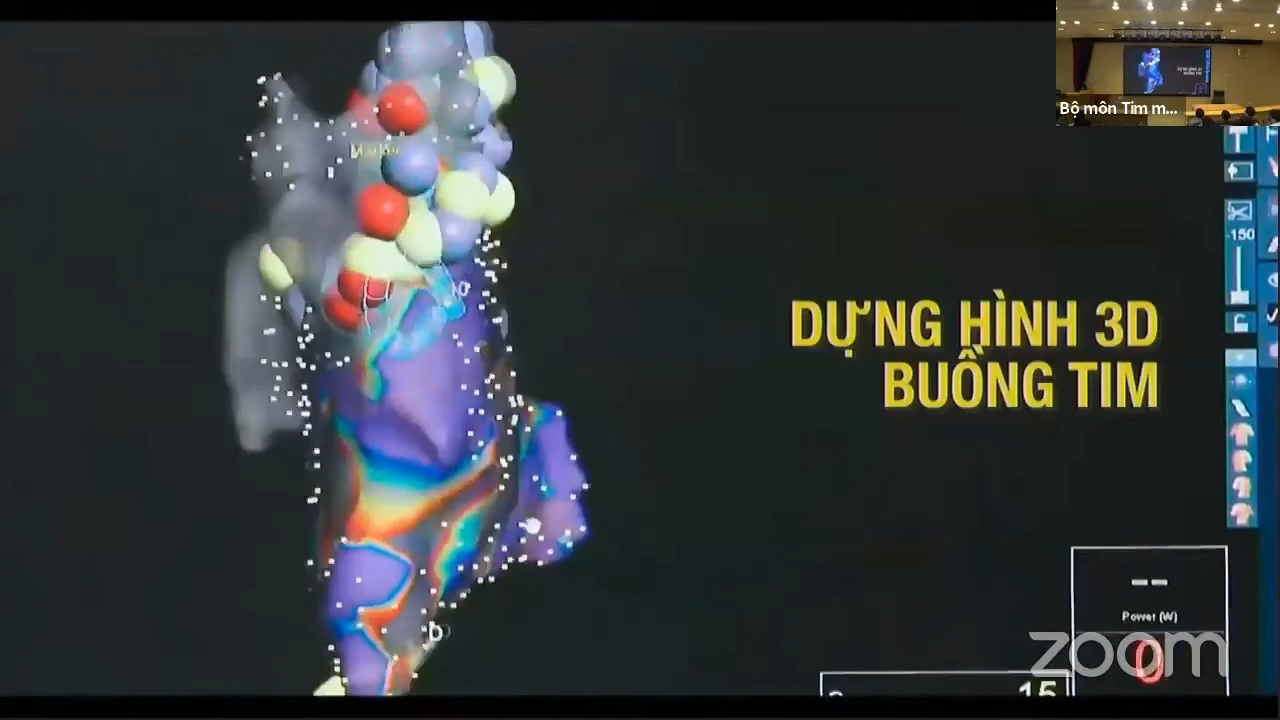 Bộ môn Tim m...
-150
DỰNG HÌNH 3D
BUỒNG TIM
--
Power (W)
0
zoom
15